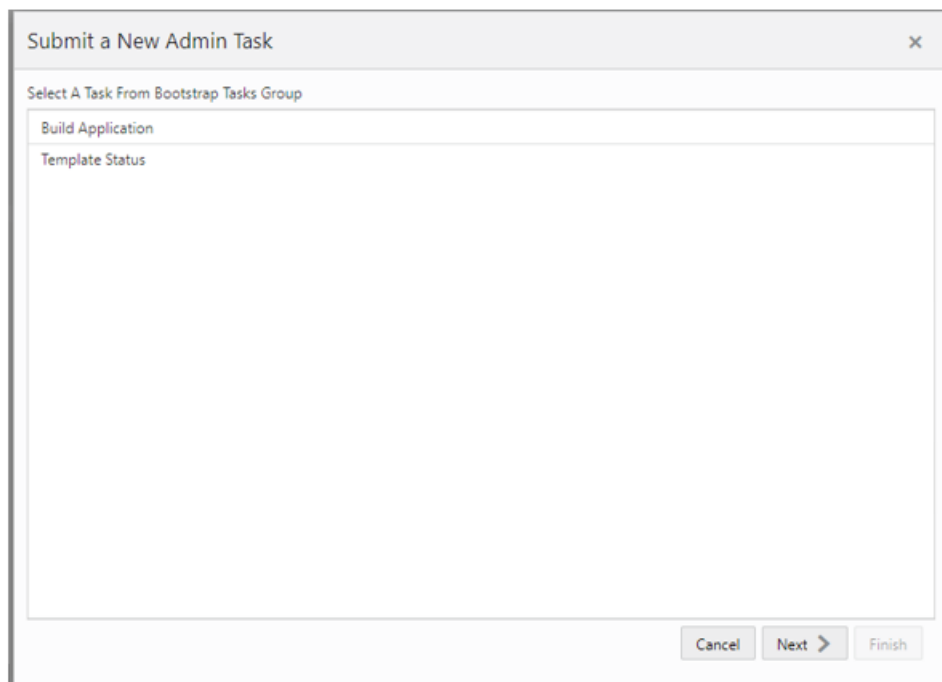 Submit a New Admin Task
Select A Task From Bootstrap Tasks Group
Build Application
Template Status
Cancel Next Finish